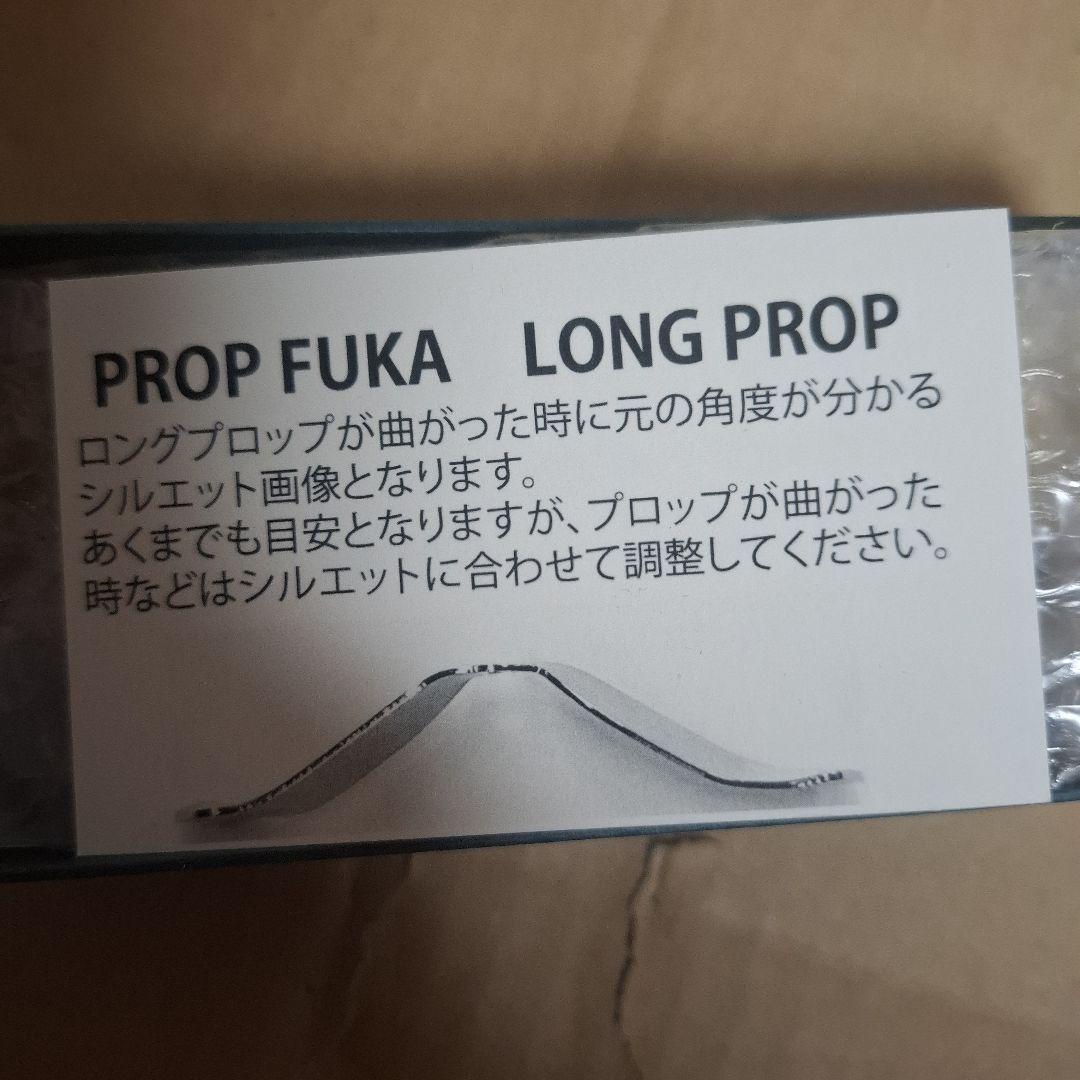 PROP FUKA LONG PROP
ロングプロップが曲がった時に元の角度が分かる
シルエット画像となります。
あくまでも目安となりますが、プロップが曲がった
時などはシルエットに合わせて調整してください。